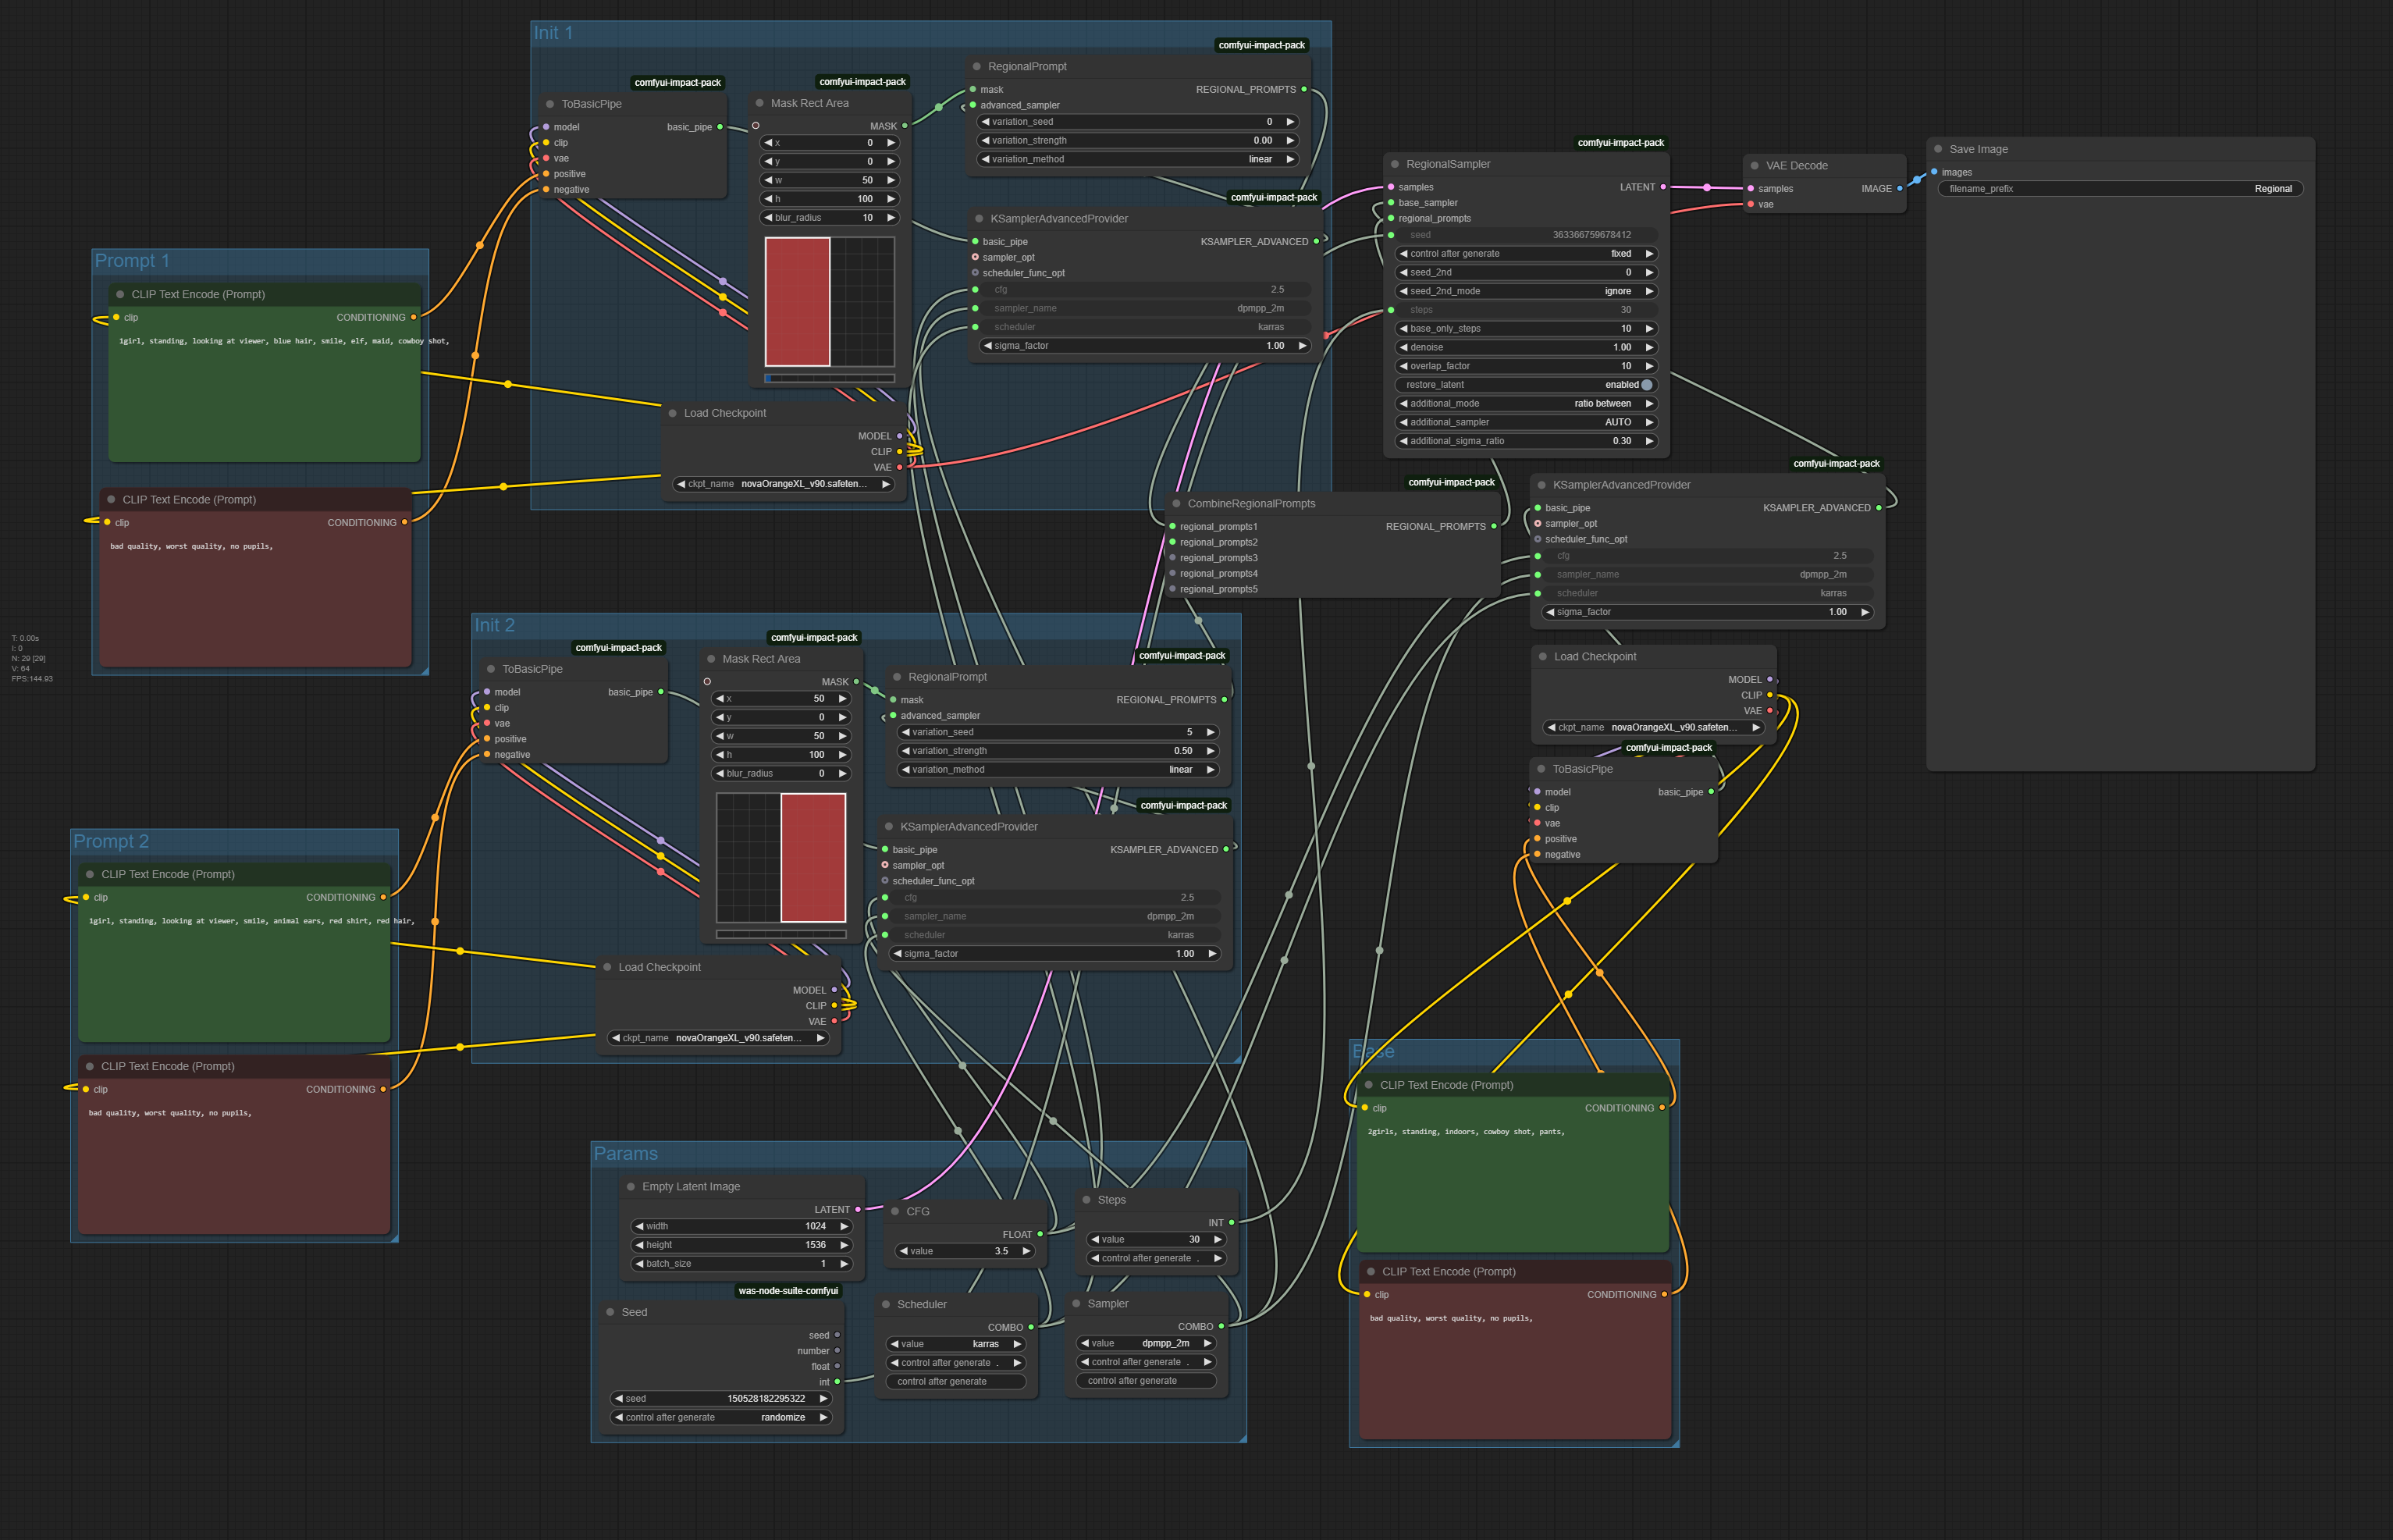 Init 1
comfyui-impact-pack
ToBasicPipe
model
basic_pipe
clip
vae
positive
negative
comfyui-impact-pack
Mask Rect Area
MASK
x 0
y 0
w 50
h 100
blur_radius 10
comfyui-impact-pack
RegionalPrompt
mask REGIONAL_PROMPTS
advanced_sampler
variation_seed 0
variation_strength 0.00
variation_method linear
comfyui-impact-pack
KSamplerAdvancedProvider
basic_pipe KSAMPLER_ADVANCED
sampler_opt
scheduler_func_opt
cfg 2.5
sampler_name dpmpp_2m
scheduler karras
sigma_factor 1.00
Load Checkpoint
MODEL
CLIP
VAE
ckpt_name novaOrangeXL_v90.safeten...
Prompt 1
CLIP Text Encode (Prompt)
clip CONDITIONING
1girl, standing, looking at viewer, blue hair, smile, elf, maid, cowboy shot,
CLIP Text Encode (Prompt)
clip CONDITIONING
bad quality, worst quality, no pupils,
comfyui-impact-pack
RegionalSampler
samples LATENT
base_sampler
regional_prompts
seed 363366759678412
control after generate fixed
seed_2nd 0
seed_2nd_mode ignore
steps 30
base_only_steps 10
denoise 1.00
overlap_factor 10
restore_latent enabled
additional_mode ratio between
additional_sampler AUTO
additional_sigma_ratio 0.30
VAE Decode
samples IMAGE
vae
Save Image
images
filename_prefix Regional
comfyui-impact-pack
CombineRegionalPrompts
regional_prompts1 REGIONAL_PROMPTS
regional_prompts2
regional_prompts3
regional_prompts4
regional_prompts5
comfyui-impact-pack
KSamplerAdvancedProvider
basic_pipe KSAMPLER_ADVANCED
sampler_opt
scheduler_func_opt
cfg 2.5
sampler_name dpmpp_2m
scheduler karras
sigma_factor 1.00
Load Checkpoint
MODEL
CLIP
VAE
ckpt_name novaOrangeXL_v90.safeten...
comfyui-impact-pack
ToBasicPipe
model basic_pipe
clip
vae
positive
negative
T: 0.00s
I: 0
N: 29 [29]
V: 64
FPS:144.93
Init 2
comfyui-impact-pack
ToBasicPipe
model basic_pipe
clip
vae
positive
negative
comfyui-impact-pack
Mask Rect Area
MASK
x 50
y 0
w 50
h 100
blur_radius 0
comfyui-impact-pack
RegionalPrompt
mask REGIONAL_PROMPTS
advanced_sampler
variation_seed 5
variation_strength 0.50
variation_method linear
comfyui-impact-pack
KSamplerAdvancedProvider
basic_pipe KSAMPLER_ADVANCED
sampler_opt
scheduler_func_opt
cfg 2.5
sampler_name dpmpp_2m
scheduler karras
sigma_factor 1.00
Load Checkpoint
MODEL
CLIP
VAE
ckpt_name novaOrangeXL_v90.safeten...
Prompt 2
CLIP Text Encode (Prompt)
clip CONDITIONING
1girl, standing, looking at viewer, smile, animal ears, red shirt, red hair,
CLIP Text Encode (Prompt)
clip CONDITIONING
bad quality, worst quality, no pupils,
Params
Empty Latent Image
LATENT
width 1024
height 1536
batch_size 1
CFG
FLOAT
value 3.5
Steps
INT
value 30
control after generate .
was-node-suite-comfyui
Seed
seed
number
float
int
seed 150528182295322
control after generate randomize
Scheduler
COMBO
value karras
control after generate .
control after generate
Sampler
COMBO
value dpmpp_2m
control after generate .
control after generate
Base
CLIP Text Encode (Prompt)
clip CONDITIONING
2girls, standing, indoors, cowboy shot, pants,
CLIP Text Encode (Prompt)
clip CONDITIONING
bad quality, worst quality, no pupils,